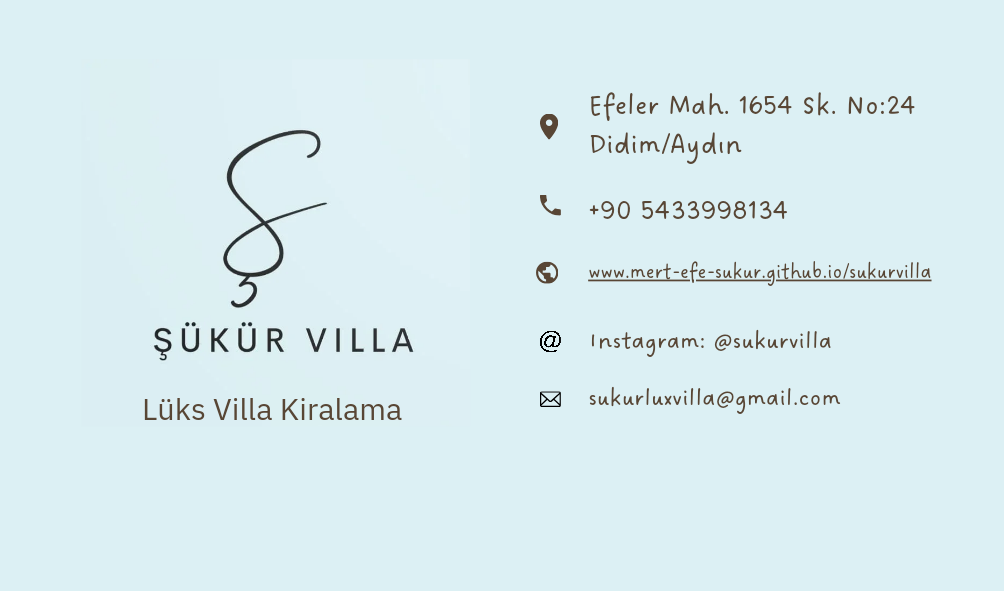 Ş
ŞÜKÜR VILLA
Lüks Villa Kiralama
Efeler Mah. 1654 Sk. No:24
Didim/Aydın
+90 5433998134
www.mert-efe-sukur.github.io/sukurvilla
@ Instagram: @sukurvilla
sukurluxvilla@gmail.com